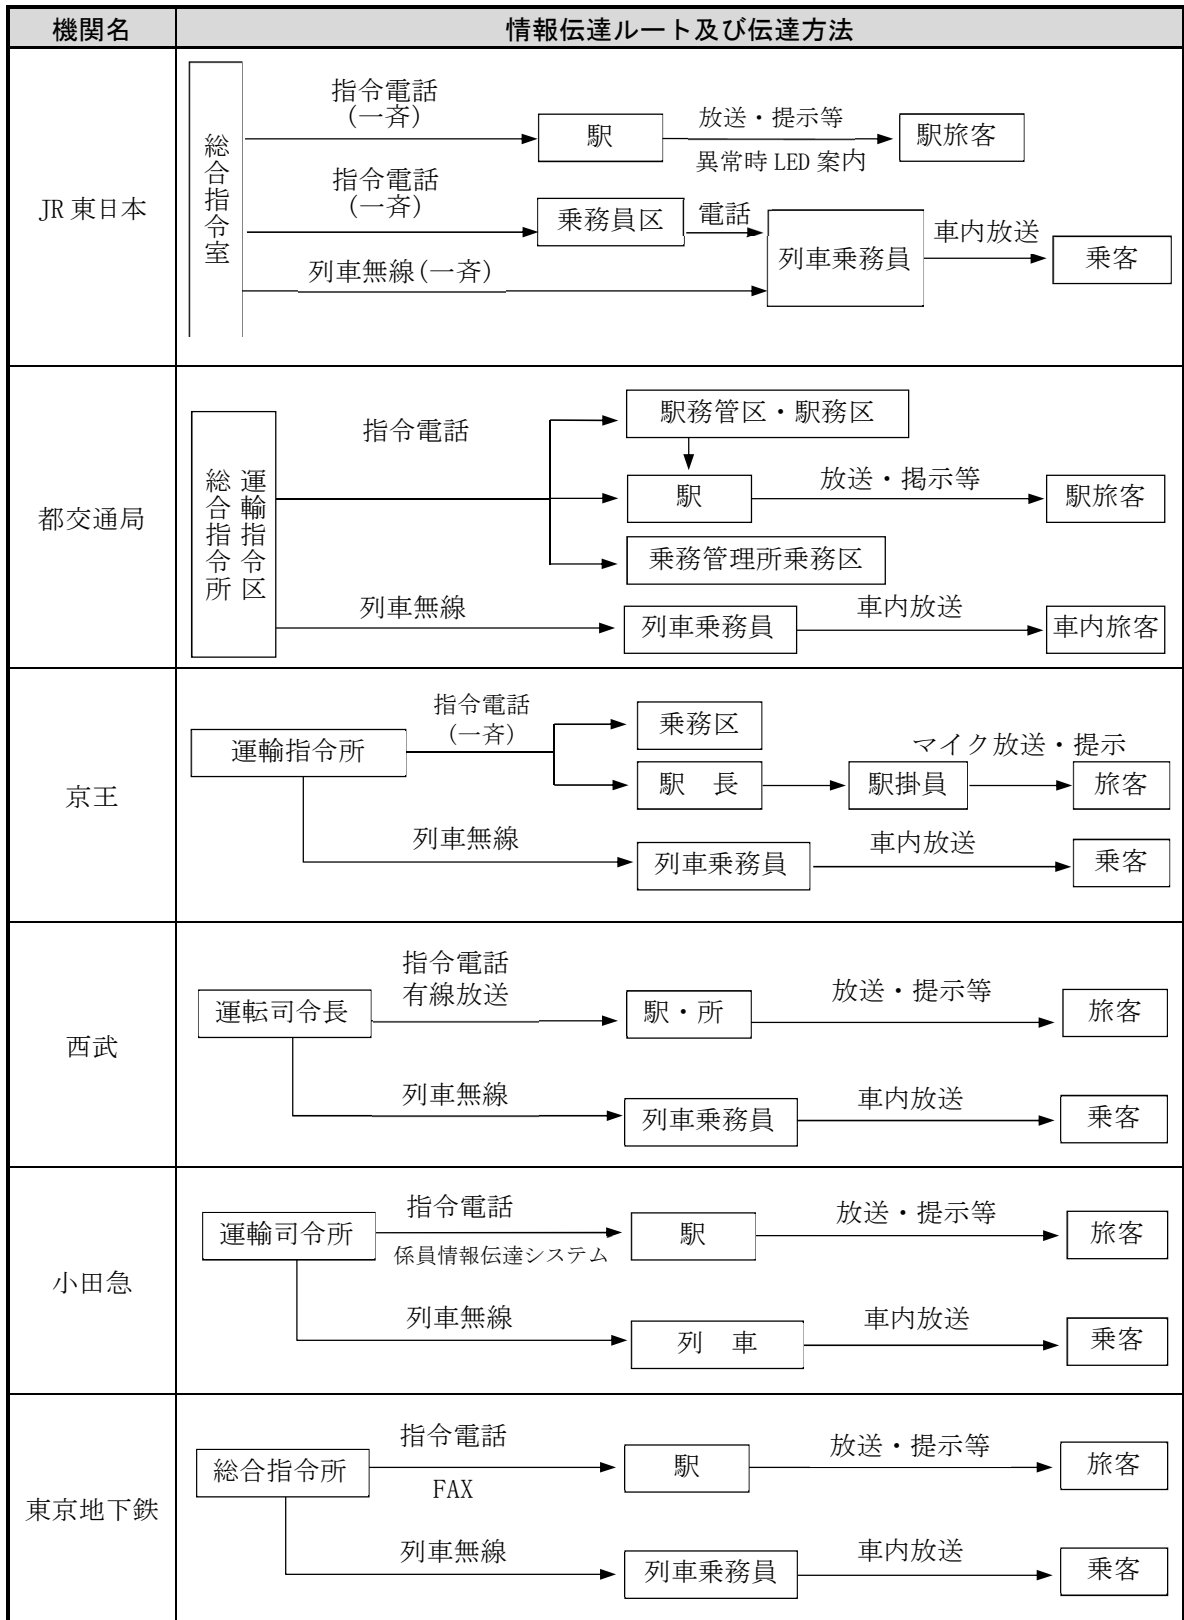 機関名
情報伝達ルート及び伝達方法
JR東日本
総合指令室
指令電話
(一斉)
駅
放送・提示等
異常時LED案内
駅旅客
指令電話
(一斉)
乗務員区
電話
列車無線(一斉)
列車乗務員
車内放送
乗客
都交通局
運輸指令区
総合指令所
指令電話
駅務管区・駅務区
駅
放送・掲示等
駅旅客
乗務管理所乗務区
列車無線
列車乗務員
車内放送
車内旅客
京王
運輸指令所
指令電話
(一斉)
乗務区
駅 長
駅掛員
マイク放送・提示
旅客
列車無線
列車乗務員
車内放送
乗客
西武
運転司令長
指令電話
有線放送
駅・所
放送・提示等
旅客
列車無線
列車乗務員
車内放送
乗客
小田急
運輸司令所
指令電話
係員情報伝達システム
駅
放送・提示等
旅客
列車無線
列 車
車内放送
乗客
東京地下鉄
総合指令所
指令電話
FAX
駅
放送・提示等
旅客
列車無線
列車乗務員
車内放送
乗客